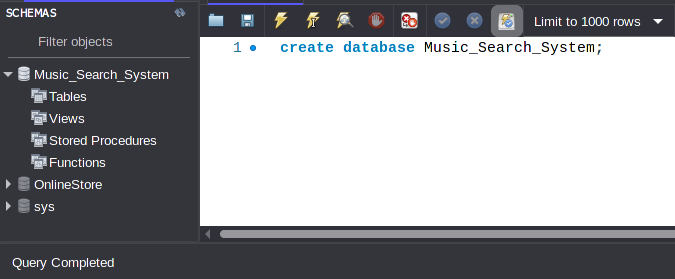 SCHEMAS
Filter objects
Music_Search_System
Tables
Views
Stored Procedures
Functions
OnlineStore
sys
Limit to 1000 rows
1 create database Music_Search_System;
Query Completed